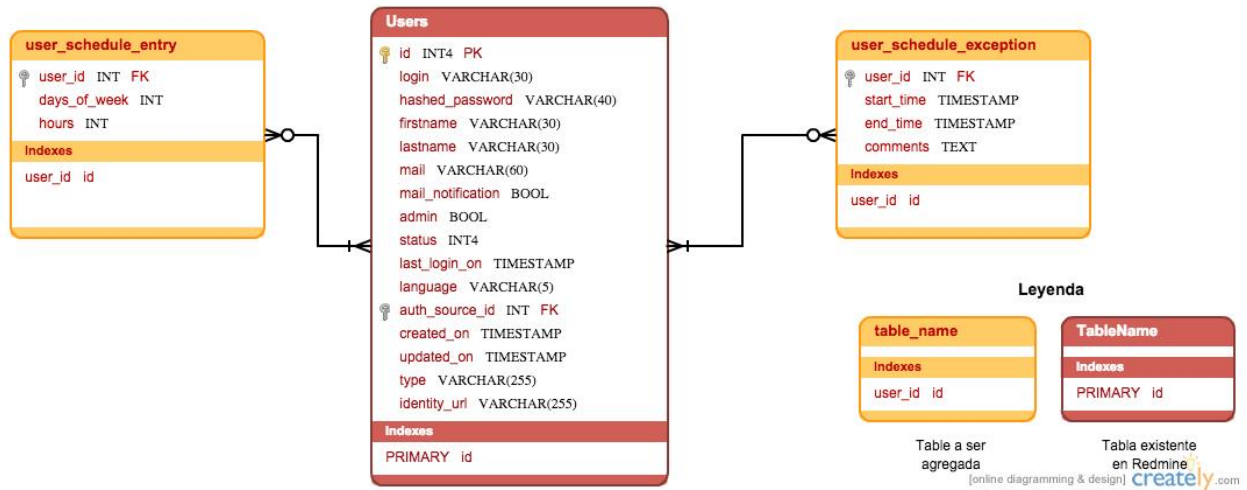 user_schedule_entry
user_id INT FK
days_of_week INT
hours INT
Indexes
user_id id
Users
id INT4 PK
login VARCHAR(30)
hashed_password VARCHAR(40)
firstname VARCHAR(30)
lastname VARCHAR(30)
mail VARCHAR(60)
mail_notification BOOL
admin BOOL
status INT4
last_login_on TIMESTAMP
language VARCHAR(5)
auth_source_id INT FK
created_on TIMESTAMP
updated_on TIMESTAMP
type VARCHAR(255)
identity_url VARCHAR(255)
Indexes
PRIMARY id
user_schedule_exception
user_id INT FK
start_time TIMESTAMP
end_time TIMESTAMP
comments TEXT
Indexes
user_id id
Leyenda
table_name
Indexes
user_id id
Table a ser
agregada
TableName
Indexes
PRIMARY id
Tabla existente
en Redmine
[online diagramming & design] creately.com